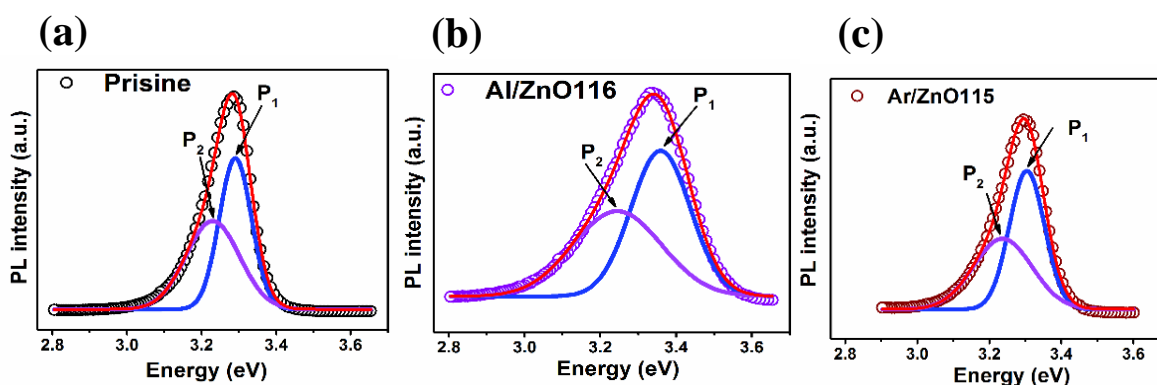 (a)
Prisine
P1
P2
PL intensity (a.u.)
2.8 3.0 3.2 3.4 3.6
Energy (eV)
(b)
Al/ZnO116
P1
P2
PL intensity (a.u.)
2.8 3.0 3.2 3.4 3.6
Energy (eV)
(c)
Ar/ZnO115
P1
P2
PL intensity (a.u.)
2.8 3.0 3.2 3.4 3.6
Energy (eV)